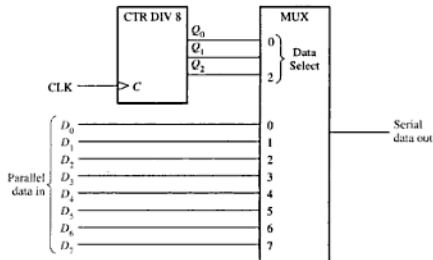 CTR DIV 8
MUX
Q0
0
Q1
Data
Select
Q2
2
CLK
C
D0
0
D1
1
D2
2
Parallel
data in
D3
3
D4
4
D5
5
D6
6
D7
7
Serial
data out